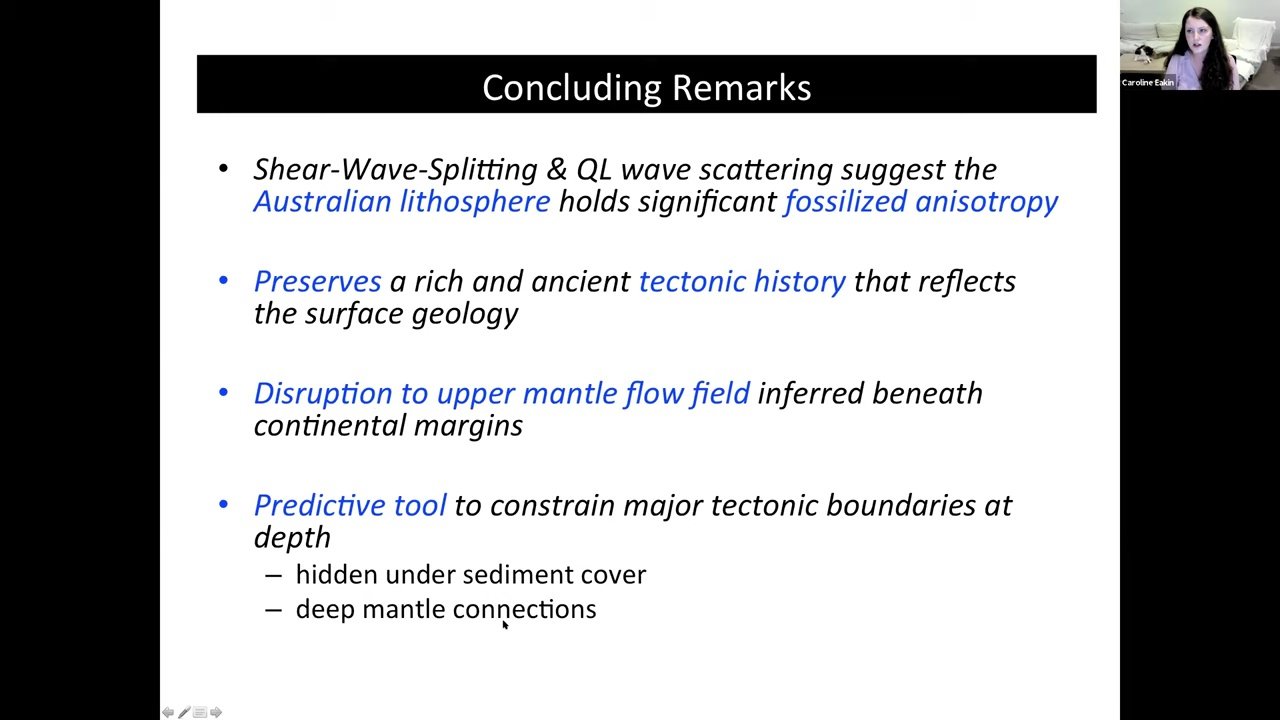 Concluding Remarks
Caroline Eakin
• Shear-Wave-Splitting & QL wave scattering suggest the
Australian lithosphere holds significant fossilized anisotropy
• Preserves a rich and ancient tectonic history that reflects
the surface geology
• Disruption to upper mantle flow field inferred beneath
continental margins
• Predictive tool to constrain major tectonic boundaries at
depth
– hidden under sediment cover
– deep mantle connections